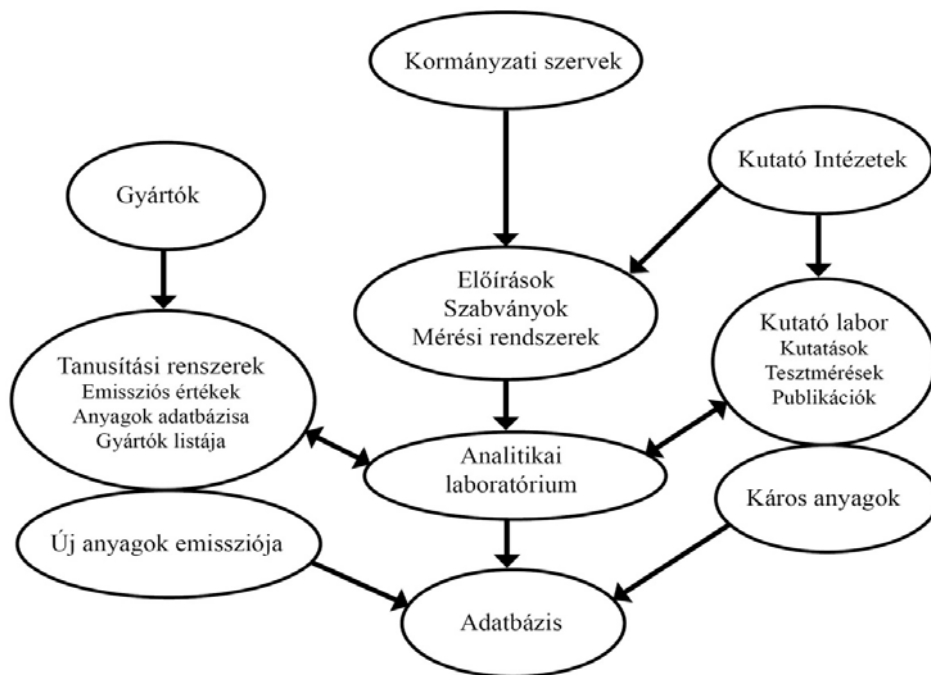 Kormányzati szervek
Kutató Intézetek
Gyártók
Előírások
Szabványok
Mérési rendszerek
Kutató labor
Kutatások
Tesztmérések
Publikációk
Tanusítási renszerek
Emissziós értékek
Anyagok adatbázisa
Gyártók listája
Analitikai
laboratórium
Káros anyagok
Új anyagok emissziója
Adatbázis